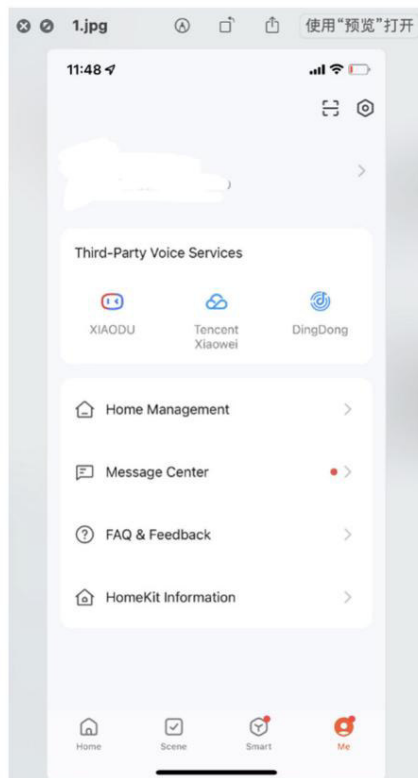 1.jpg
使用“预览”打开
11:48
Third-Party Voice Services
XIAODU
Tencent
Xiaowei
DingDong
Home Management
Message Center
FAQ & Feedback
HomeKit Information
Home
Scene
Smart
Me